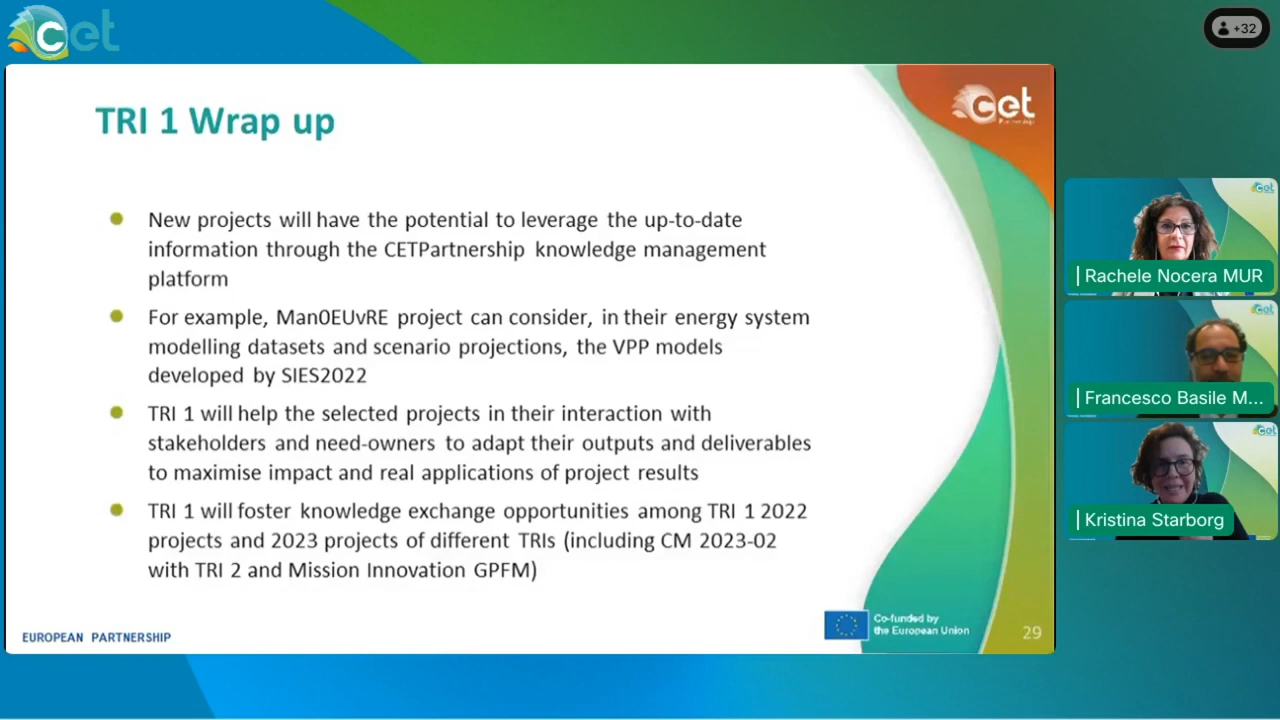 cet
+32
TRI 1 Wrap up
cet
Partnership
New projects will have the potential to leverage the up-to-date
information through the CETPartnership knowledge management
platform
For example, Man0EUvRE project can consider, in their energy system
modelling datasets and scenario projections, the VPP models
developed by SIES2022
TRI 1 will help the selected projects in their interaction with
stakeholders and need-owners to adapt their outputs and deliverables
to maximise impact and real applications of project results
TRI 1 will foster knowledge exchange opportunities among TRI 1 2022
projects and 2023 projects of different TRIs (including CM 2023-02
with TRI 2 and Mission Innovation GPFM)
EUROPEAN PARTNERSHIP
Co-funded by
the European Union
29
cet
Rachele Nocera MUR
cet
Francesco Basile M...
cet
Kristina Starborg